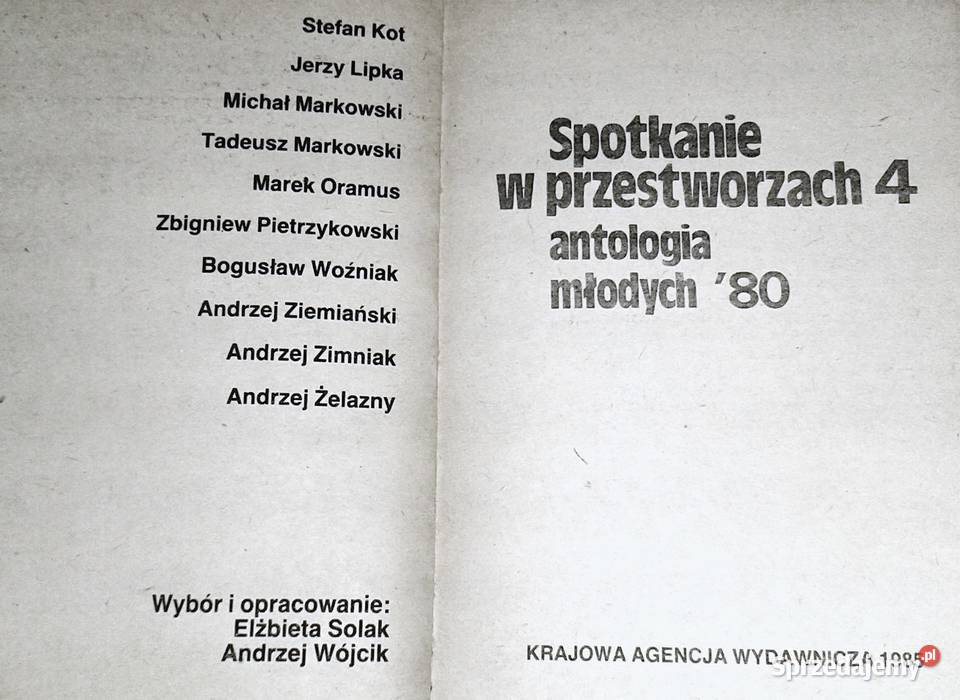 Stefan Kot
Jerzy Lipka
Michał Markowski
Tadeusz Markowski
Marek Oramus
Zbigniew Pietrzykowski
Bogusław Woźniak
Andrzej Ziemiański
Andrzej Zimniak
Andrzej Żelazny
Wybór i opracowanie:
Elżbieta Solak
Andrzej Wójcik
Spotkanie
w przestworzach 4
antologia
młodych '80
KRAJOWA AGENCJA WYDAWNICZA 1985
Sprzedajemy.pl